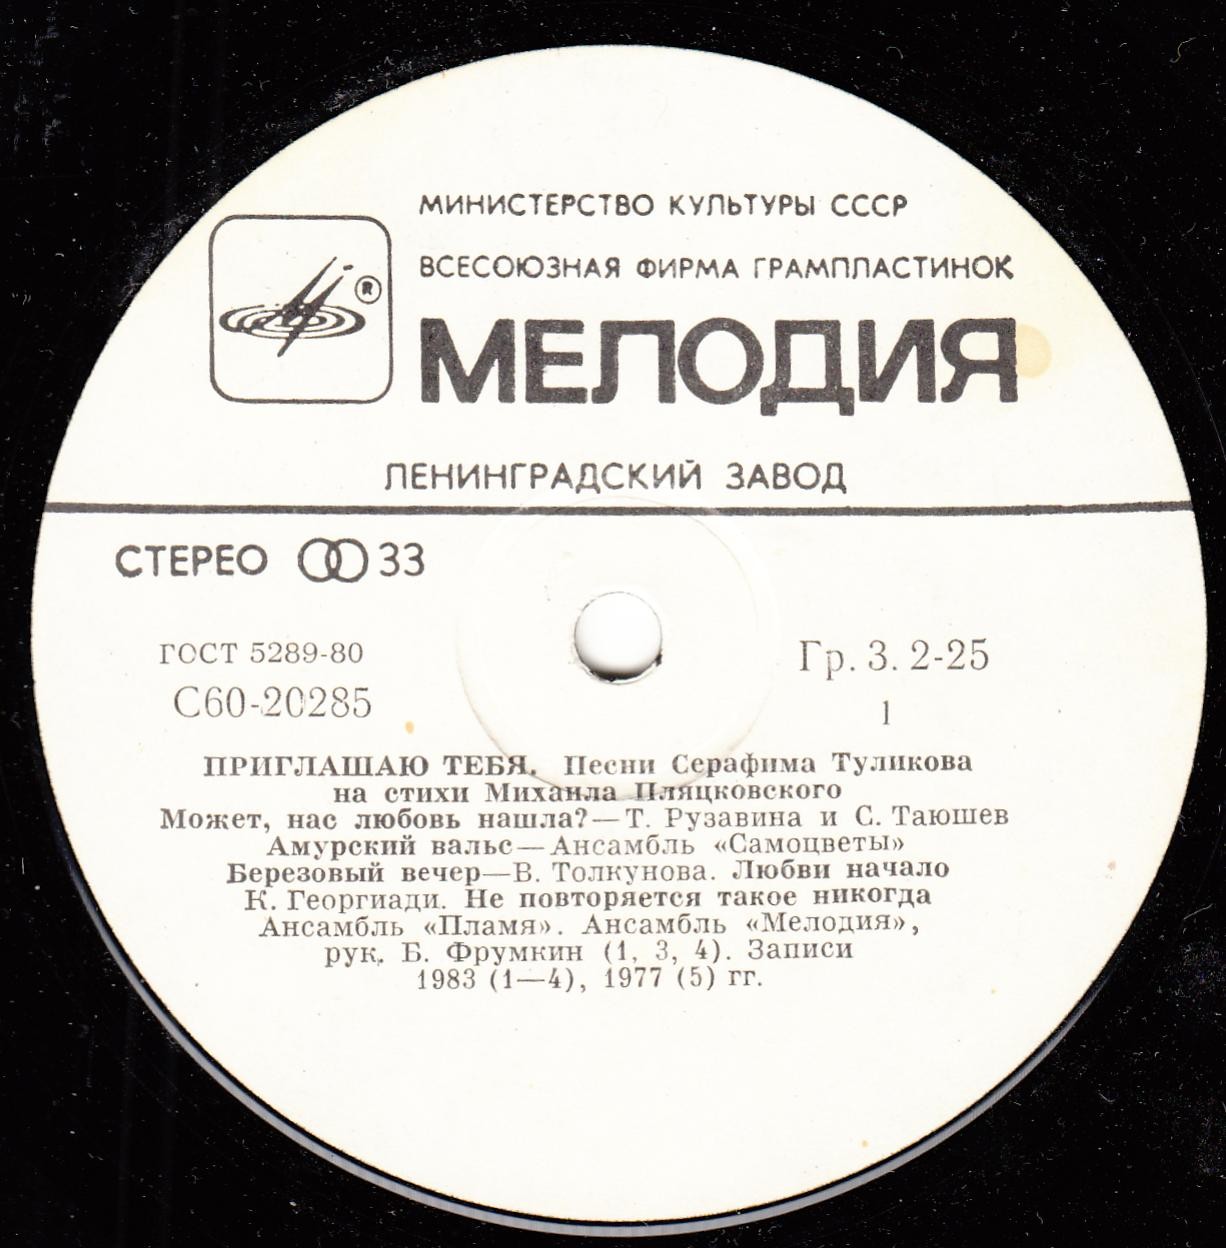 МИНИСТЕРСТВО КУЛЬТУРЫ СССР
ВСЕСОЮЗНАЯ ФИРМА ГРАМПЛАСТИНОК
®
МЕЛОДИЯ
ЛЕНИНГРАДСКИЙ ЗАВОД
СТЕРЕО 33
ГОСТ 5289-80
Гр. 3. 2-25
С60-20285
1
ПРИГЛАШАЮ ТЕБЯ. Песни Серафима Туликова
на стихи Михаила Пляцковского
Может, нас любовь нашла?—Т. Рузавина и С. Таюшев
Амурский вальс—Ансамбль «Самоцветы»
Березовый вечер—В. Толкунова. Любви начало
К. Георгиади. Не повторяется такое никогда
Ансамбль «Пламя». Ансамбль «Мелодия»,
рук. Б. Фрумкин (1, 3, 4). Записи
1983 (1—4), 1977 (5) гг.